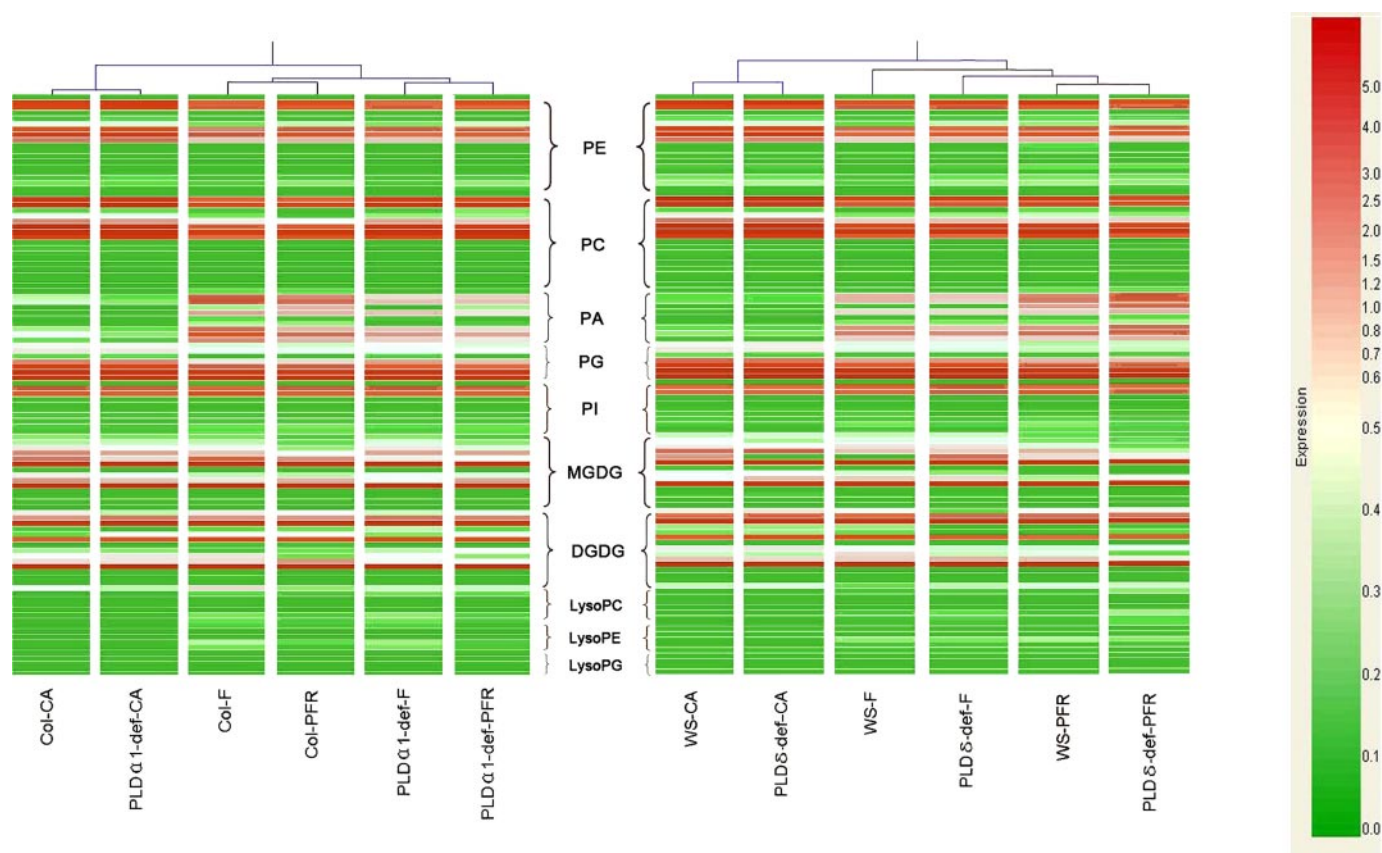 PE
PC
PA
PG
PI
MGDG
DGDG
LysoPC
LysoPE
LysoPG
Col-CA
PLDα1-def-CA
Col-F
Col-PFR
PLDα1-def-F
PLDα1-def-PFR
WS-CA
PLDδ-def-CA
WS-F
PLDδ-def-F
WS-PFR
PLDδ-def-PFR
Expression
5.0
4.0
3.0
2.5
2.0
1.5
1.2
1.0
0.8
0.7
0.6
0.5
0.4
0.3
0.2
0.1
0.0